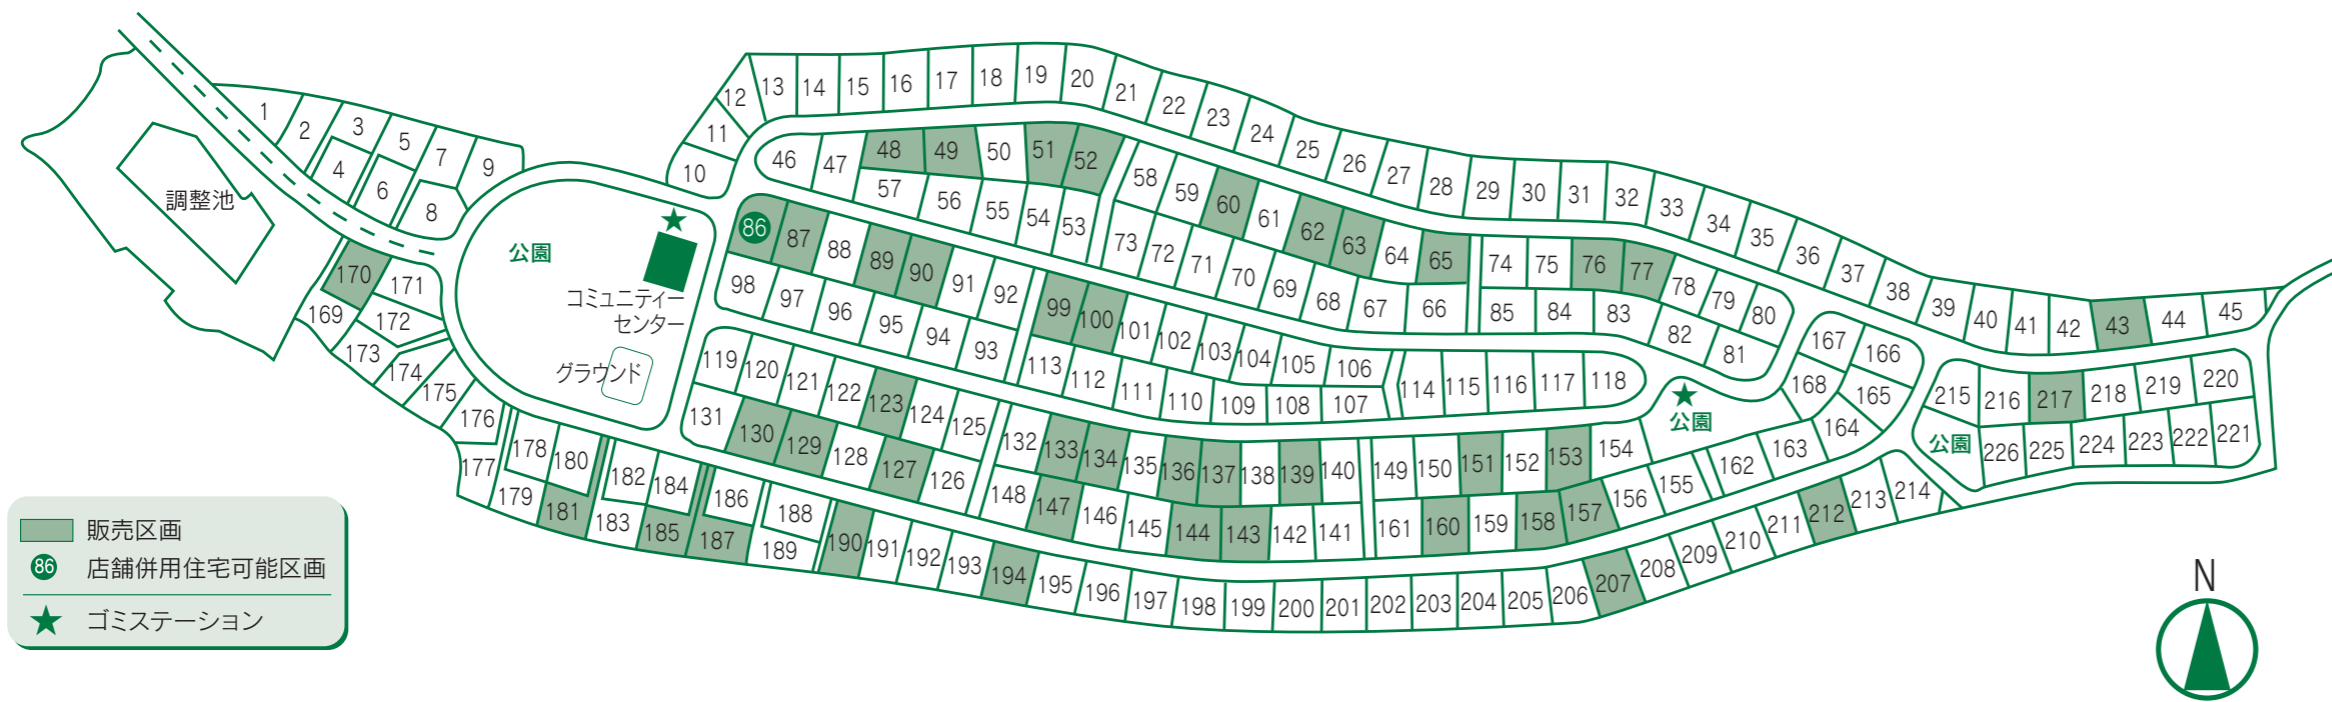 1 2 3 5 7 9
4 6 8
調整池
公園
コミュニティー
センター
グラウンド
10 11 12 13 14 15 16 17 18 19 20 21 22 23 24 25 26 27 28 29 30 31 32 33 34 35 36 37 38 39 40 41 42 43 44 45
46 47 48 49 50 51 52
57 56 55 54 53
58 59 60 61 62 63 64 65
73 72 71 70 69 68 67 66
74 75 76 77 78 79 80
85 84 83 82 81
86 87 88 89 90 91 92
98 97 96 95 94 93
99 100 101 102 103 104 105 106
113 112 111 110 109 108 107
114 115 116 117 118
119 120 121 122 123 124 125
131 130 129 128 127 126
132 133 134 135 136 137 138 139 140
148 147 146 145 144 143 142 141
149 150 151 152 153 154
161 160 159 158 157 156 155
公園
162 163 164 165 166 167 168
170 171
169 172
173 174 175 176
177 178 179 180 181 182 183 184 185 186 187 188 189
190 191 192 193 194 195 196 197 198 199 200 201 202 203 204 205 206 207 208 209 210 211 212 213 214
215 216 217 218 219 220
公園
226 225 224 223 222 221
販売区画
86 店舗併用住宅可能区画
ゴミステーション
N